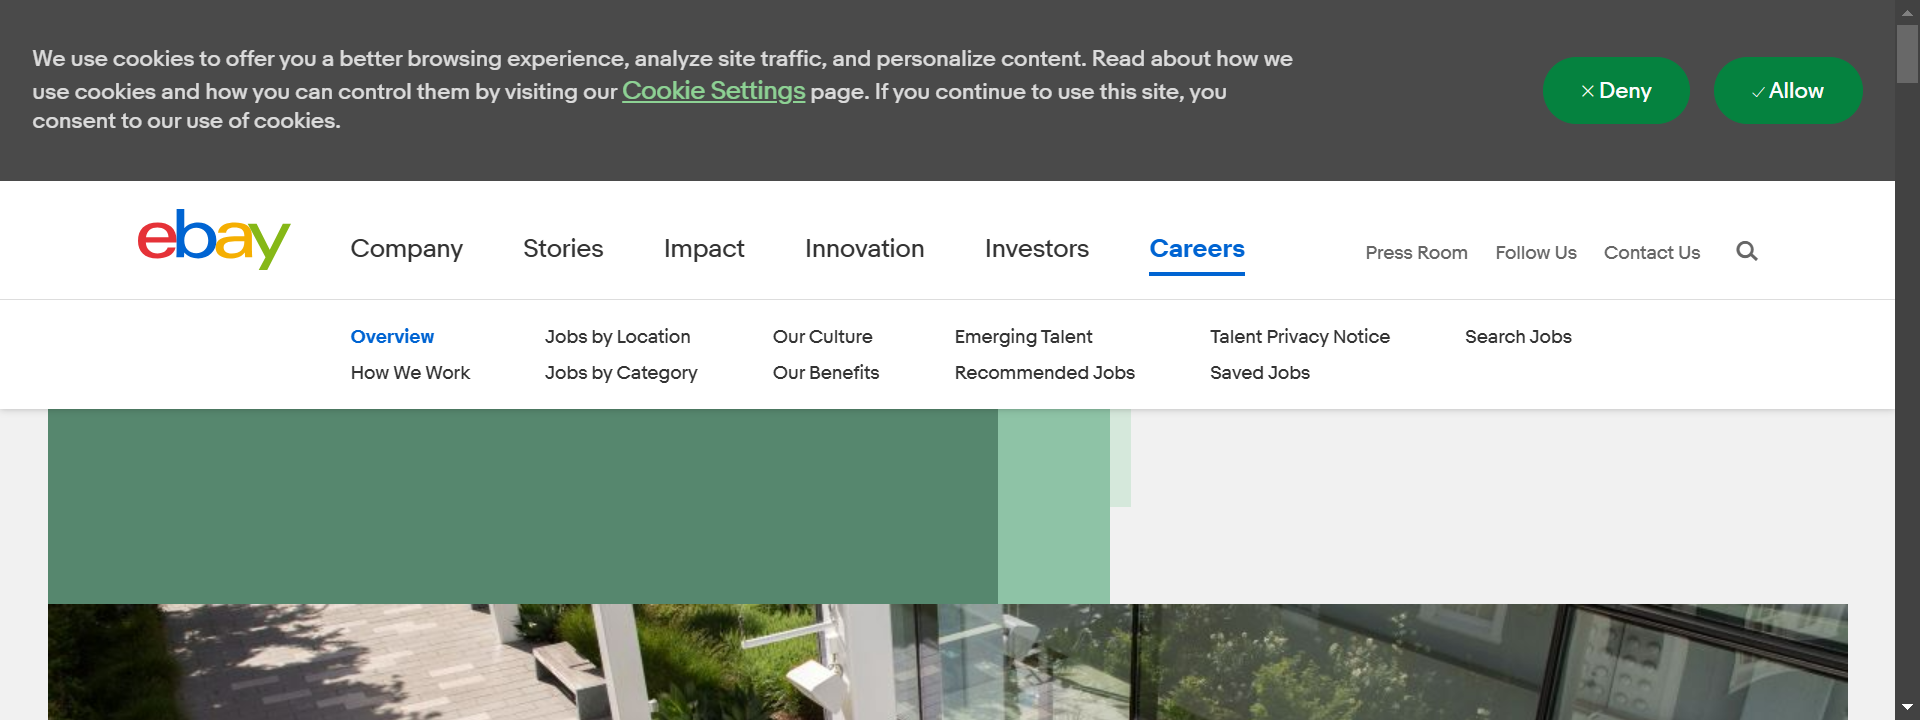 We use cookies to offer you a better browsing experience, analyze site traffic, and personalize content. Read about how we
use cookies and how you can control them by visiting our Cookie Settings page. If you continue to use this site, you
consent to our use of cookies.
Deny
Allow
ebay
Company
Stories
Impact
Innovation
Investors
Careers
Press Room
Follow Us
Contact Us
Overview
Jobs by Location
Our Culture
Emerging Talent
Talent Privacy Notice
Search Jobs
How We Work
Jobs by Category
Our Benefits
Recommended Jobs
Saved Jobs